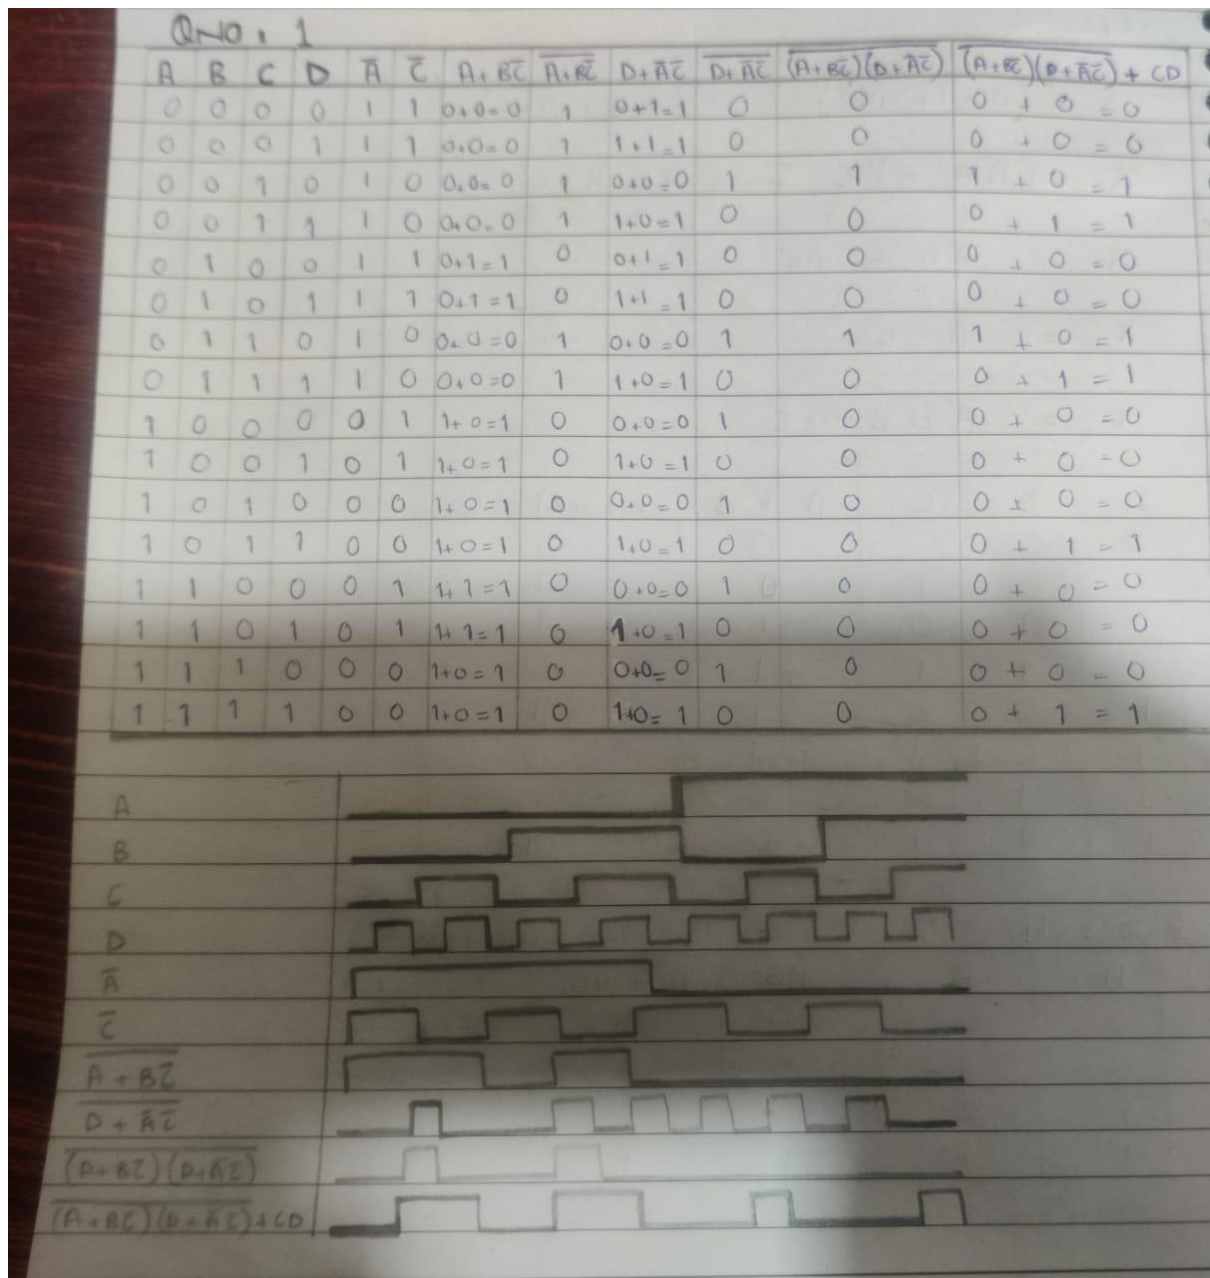 QNO. 1
A B C D A̅ C̅ A+BC̅ \overline{A+BC̅} D+A̅C̅ \overline{D+A̅C̅} \overline{(A+BC̅)}\overline{(D+A̅C̅)} \overline{(A+BC̅)}\overline{(D+A̅C̅)} + CD
0 0 0 0 1 1 0+0=0 1 0+1=1 0 0 0 + 0 = 0
0 0 0 1 1 1 0+0=0 1 1+1=1 0 0 0 + 0 = 0
0 0 1 0 1 0 0+0=0 1 0+0=0 1 1 1 + 0 = 1
0 0 1 1 1 0 0+0=0 1 1+0=1 0 0 0 + 1 = 1
0 1 0 0 1 1 0+1=1 0 0+1=1 0 0 0 + 0 = 0
0 1 0 1 1 1 0+1=1 0 1+1=1 0 0 0 + 0 = 0
0 1 1 0 1 0 0+0=0 1 0+0=0 1 1 1 + 0 = 1
0 1 1 1 1 0 0+0=0 1 1+0=1 0 0 0 + 1 = 1
1 0 0 0 0 1 1+0=1 0 0+0=0 1 0 0 + 0 = 0
1 0 0 1 0 1 1+0=1 0 1+0=1 0 0 0 + 0 = 0
1 0 1 0 0 0 1+0=1 0 0+0=0 1 0 0 + 0 = 0
1 0 1 1 0 0 1+0=1 0 1+0=1 0 0 0 + 1 = 1
1 1 0 0 0 1 1+1=1 0 0+0=0 1 0 0 + 0 = 0
1 1 0 1 0 1 1+1=1 0 1+0=1 0 0 0 + 0 = 0
1 1 1 0 0 0 1+0=1 0 0+0=0 1 0 0 + 0 = 0
1 1 1 1 0 0 1+0=1 0 1+0=1 0 0 0 + 1 = 1
A
B
C
D
A̅
C̅
\overline{A+BC̅}
\overline{D+A̅C̅}
\overline{(A+BC̅)(D+A̅C̅)}
\overline{(A+BC̅)(D+A̅C̅)}+CD